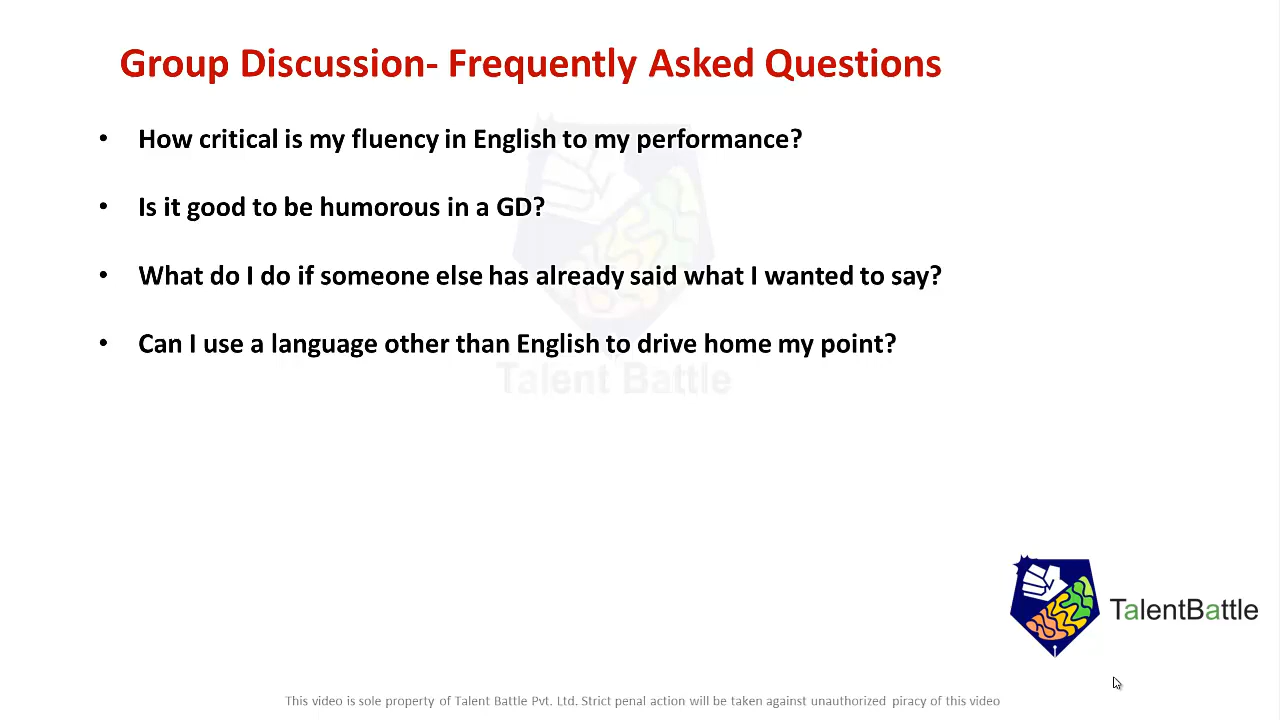 Group Discussion- Frequently Asked Questions
• How critical is my fluency in English to my performance?
• Is it good to be humorous in a GD?
• What do I do if someone else has already said what I wanted to say?
• Can I use a language other than English to drive home my point?
Talent Battle
TalentBattle
This video is sole property of Talent Battle Pvt. Ltd. Strict penal action will be taken against unauthorized piracy of this video